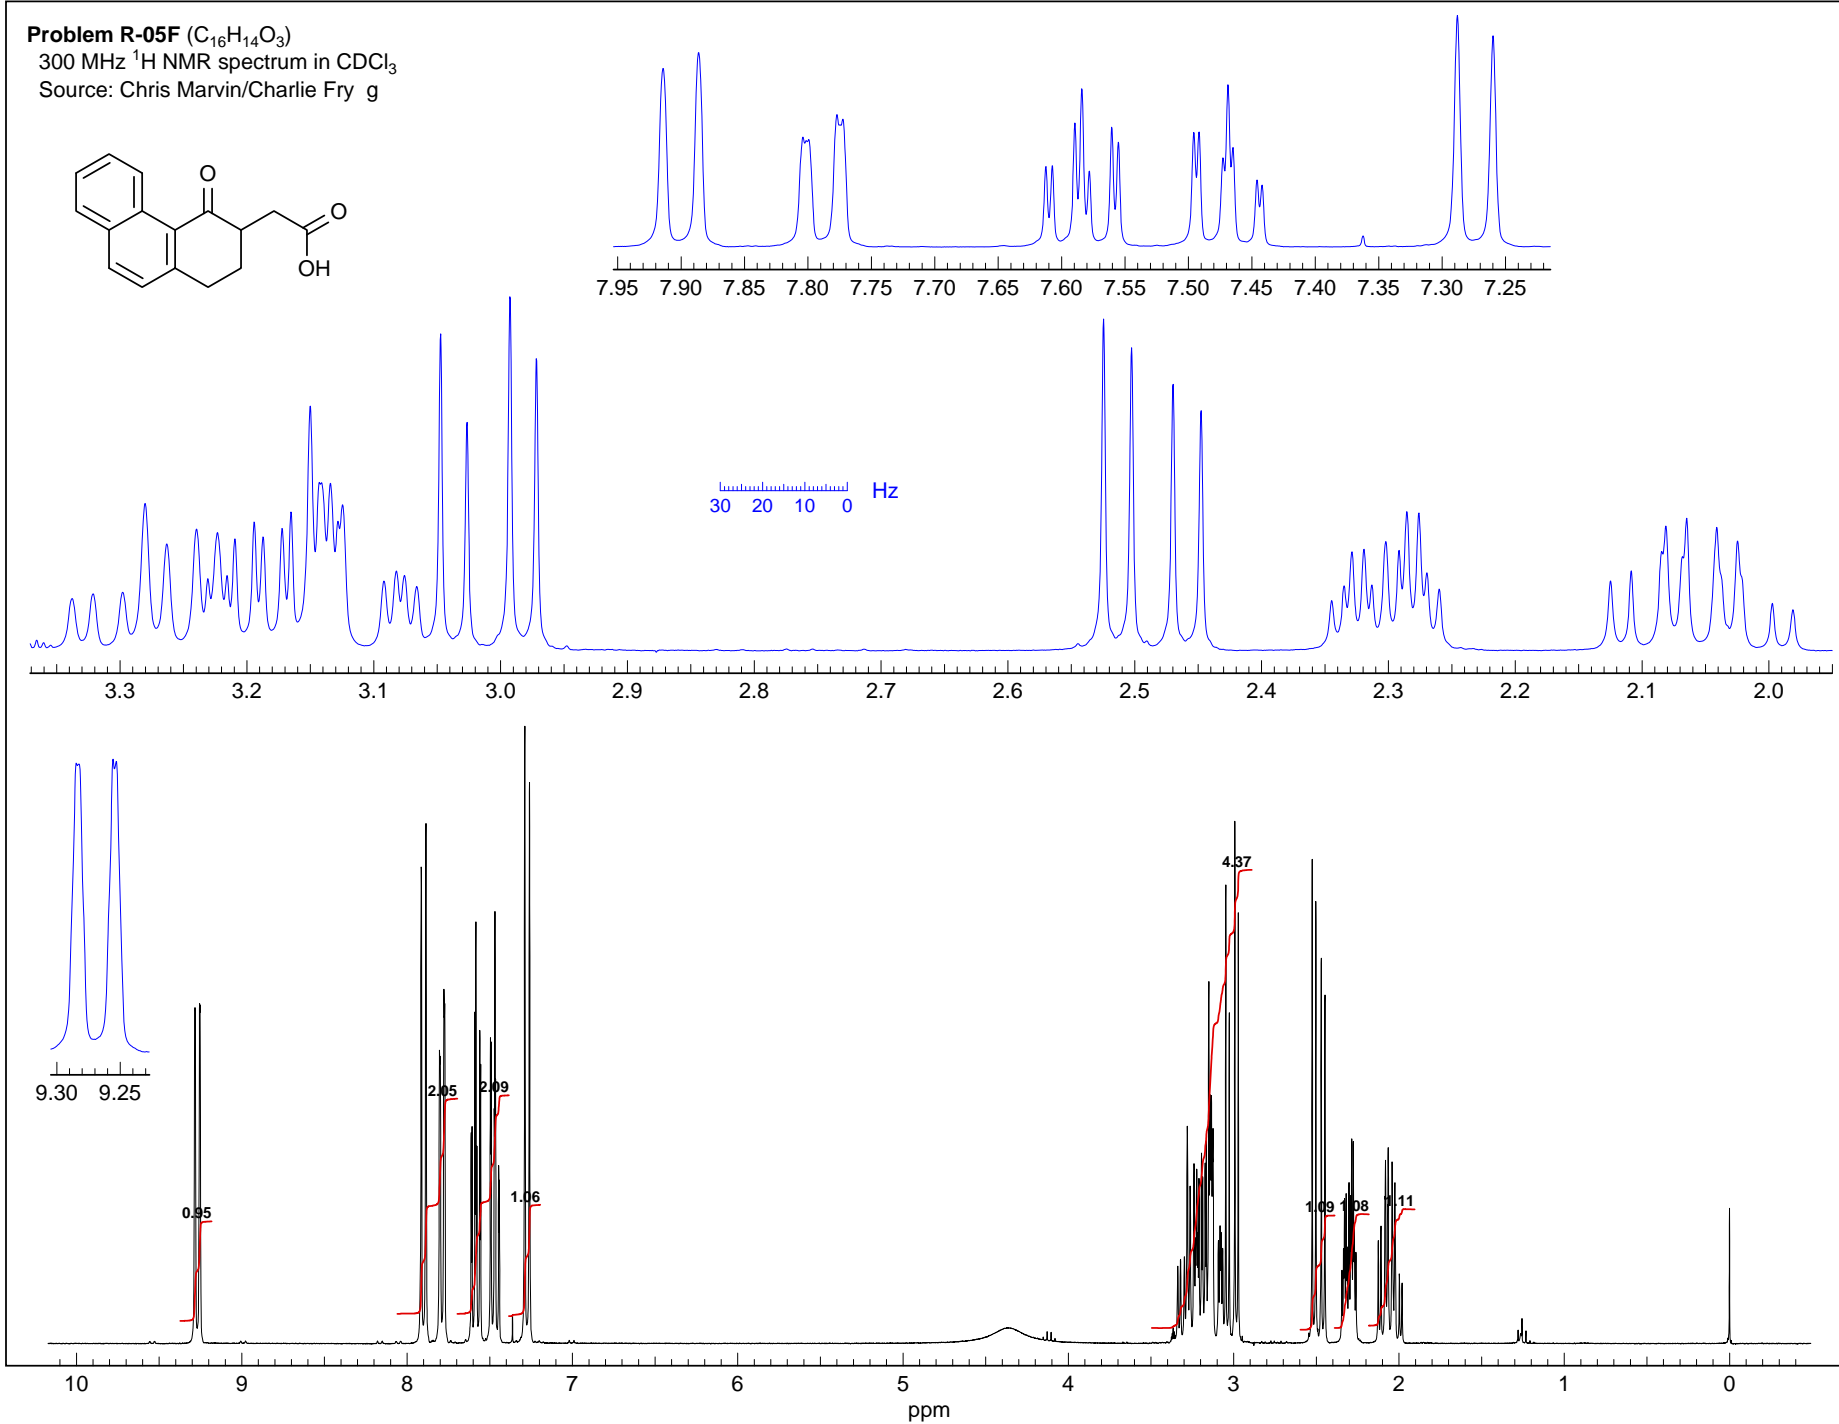 Problem R-05F (C₁₆H₁₄O₃)
300 MHz ¹H NMR spectrum in CDCl₃
Source: Chris Marvin/Charlie Fry g
O
O
OH
7.95 7.90 7.85 7.80 7.75 7.70 7.65 7.60 7.55 7.50 7.45 7.40 7.35 7.30 7.25
30 20 10 0 Hz
3.3 3.2 3.1 3.0 2.9 2.8 2.7 2.6 2.5 2.4 2.3 2.2 2.1 2.0
9.30 9.25
0.95
2.05
2.09
1.06
4.37
1.09
1.08
1.11
10 9 8 7 6 5 4 3 2 1 0
ppm